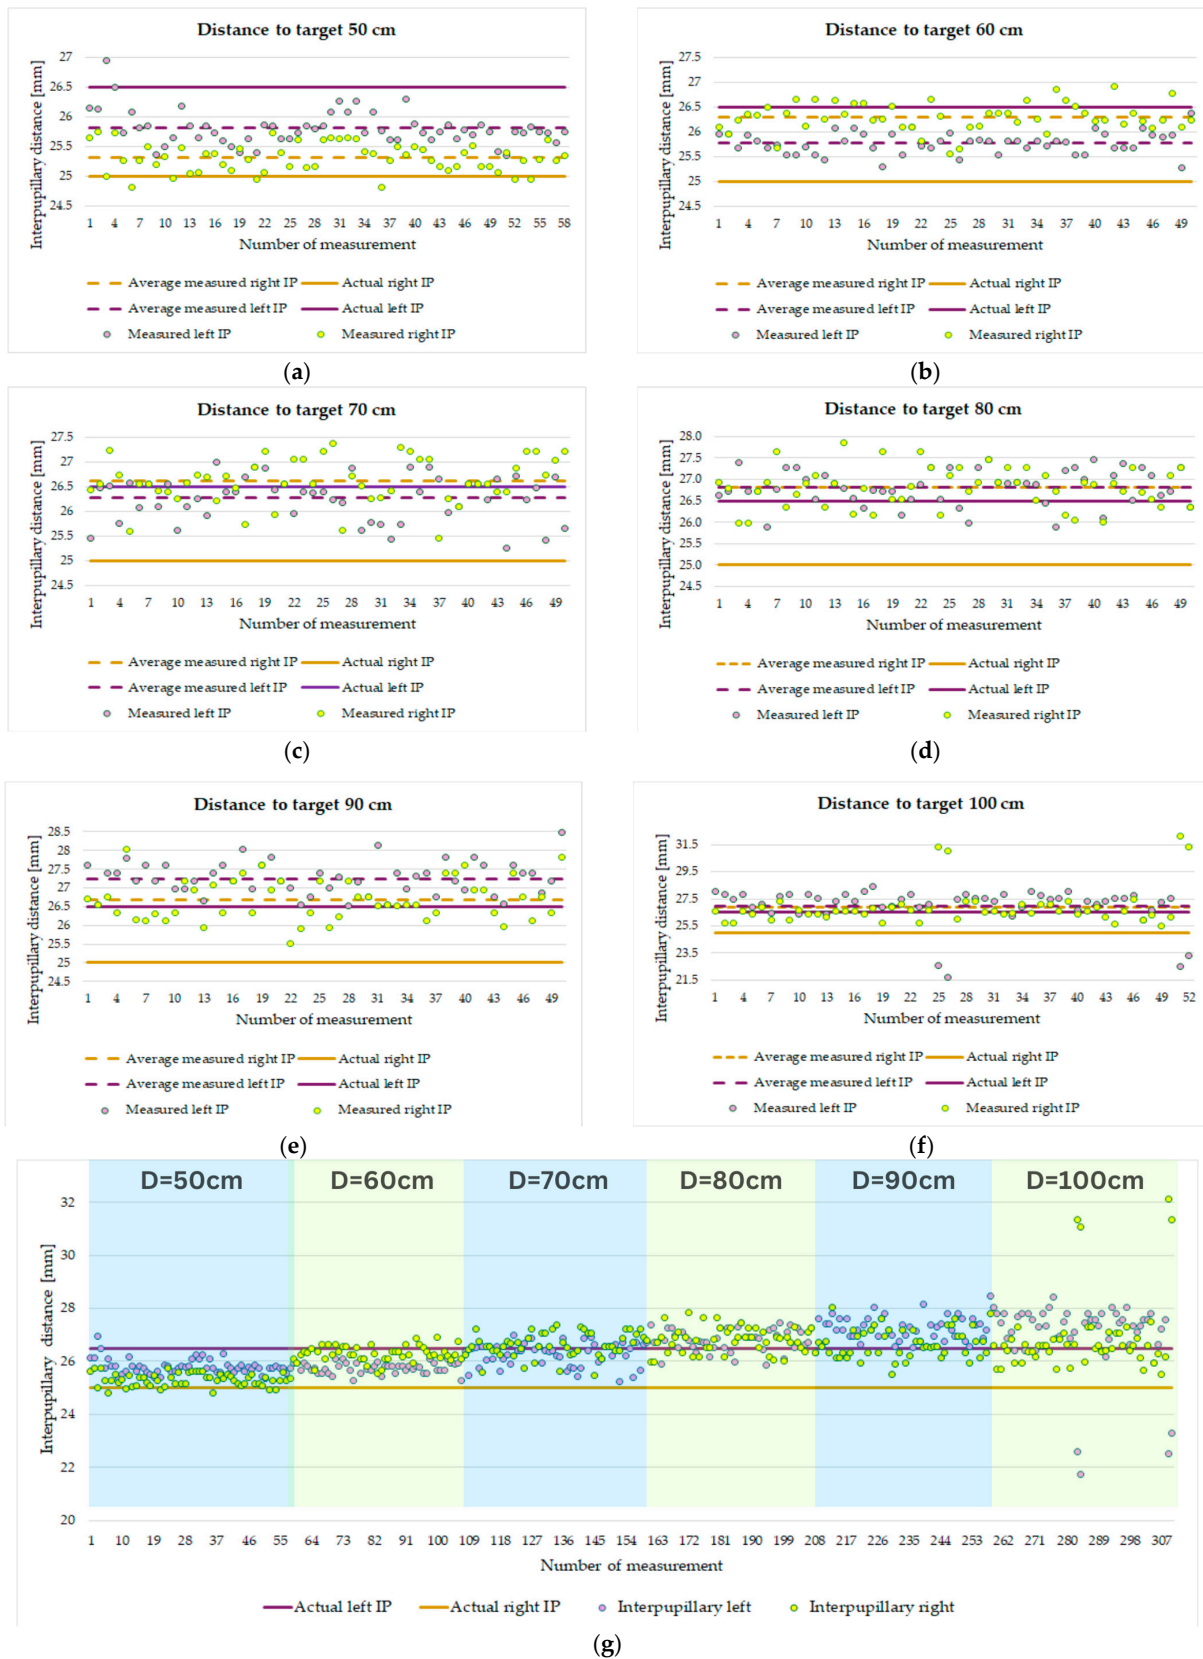 Distance to target 50 cm
Interpupillary distance [mm]
27
26.5
26
25.5
25
24.5
1 4 7 10 13 16 19 22 25 28 31 34 37 40 43 46 49 52 55 58
Number of measurement
Average measured right IP
Actual right IP
Average measured left IP
Actual left IP
Measured left IP
Measured right IP
(a)
Distance to target 60 cm
Interpupillary distance [mm]
27.5
27
26.5
26
25.5
25
24.5
1 4 7 10 13 16 19 22 25 28 31 34 37 40 43 46 49
Number of measurement
Average measured right IP
Actual right IP
Average measured left IP
Actual left IP
Measured left IP
Measured right IP
(b)
Distance to target 70 cm
Interpupillary distance [mm]
27.5
27
26.5
26
25.5
25
24.5
1 4 7 10 13 16 19 22 25 28 31 34 37 40 43 46 49
Number of measurement
Average measured right IP
Actual right IP
Average measured left IP
Actual left IP
Measured left IP
Measured right IP
(c)
Distance to target 80 cm
Interpupillary distance [mm]
28.0
27.5
27.0
26.5
26.0
25.5
25.0
24.5
1 4 7 10 13 16 19 22 25 28 31 34 37 40 43 46 49
Number of measurement
Average measured right IP
Actual right IP
Average measured left IP
Actual left IP
Measured left IP
Measured right IP
(d)
Distance to target 90 cm
Interpupillary distance [mm]
28.5
28
27.5
27
26.5
26
25.5
25
24.5
1 4 7 10 13 16 19 22 25 28 31 34 37 40 43 46 49
Number of measurement
Average measured right IP
Actual right IP
Average measured left IP
Actual left IP
Measured left IP
Measured right IP
(e)
Distance to target 100 cm
Interpupillary distance [mm]
31.5
29.5
27.5
25.5
23.5
21.5
1 4 7 10 13 16 19 22 25 28 31 34 37 40 43 46 49 52
Number of measurement
Average measured right IP
Actual right IP
Average measured left IP
Actual left IP
Measured left IP
Measured right IP
(f)
D=50cm D=60cm D=70cm D=80cm D=90cm D=100cm
Interpupillary distance [mm]
32
30
28
26
24
22
20
1 10 19 28 37 46 55 64 73 82 91 100 109 118 127 136 145 154 163 172 181 190 199 208 217 226 235 244 253 262 271 280 289 298 307
Number of measurement
Actual left IP
Actual right IP
Interpupillary left
Interpupillary right
(g)